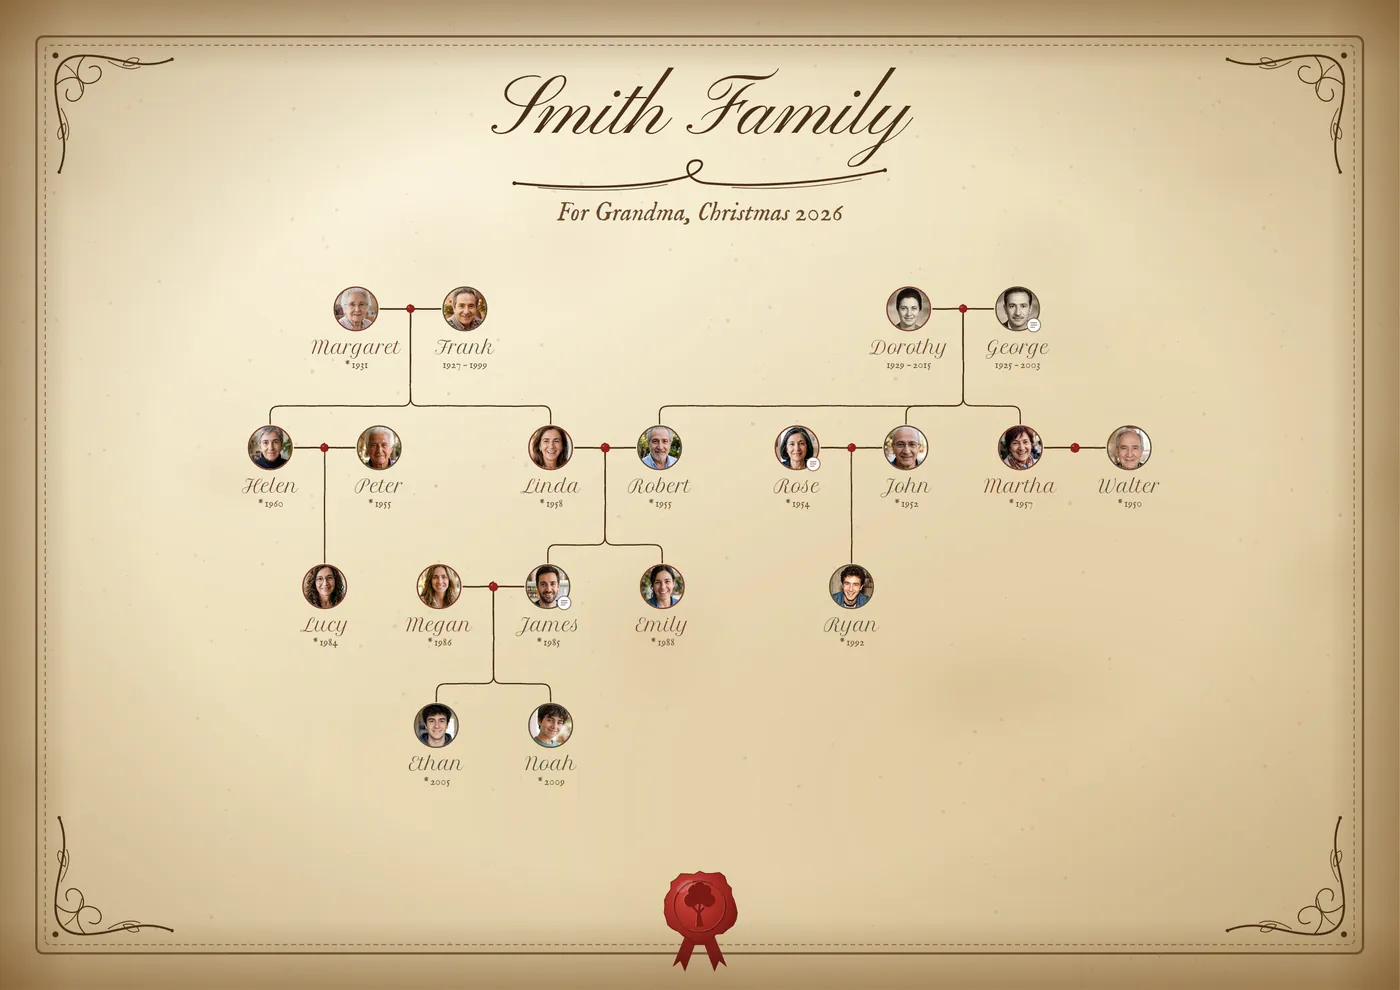 Smith Family
For Grandma, Christmas 2026
Margaret Frank Dorothy George
*1931 1927 - 1999 1929 - 2015 1925 - 2003
Helen Peter Linda Robert Rose John Martha Walter
*1960 *1955 *1958 *1955 *1954 *1952 *1957 *1950
Lucy Megan James Emily Ryan
*1984 *1986 *1985 *1988 *1992
Ethan Noah
*2005 *2009